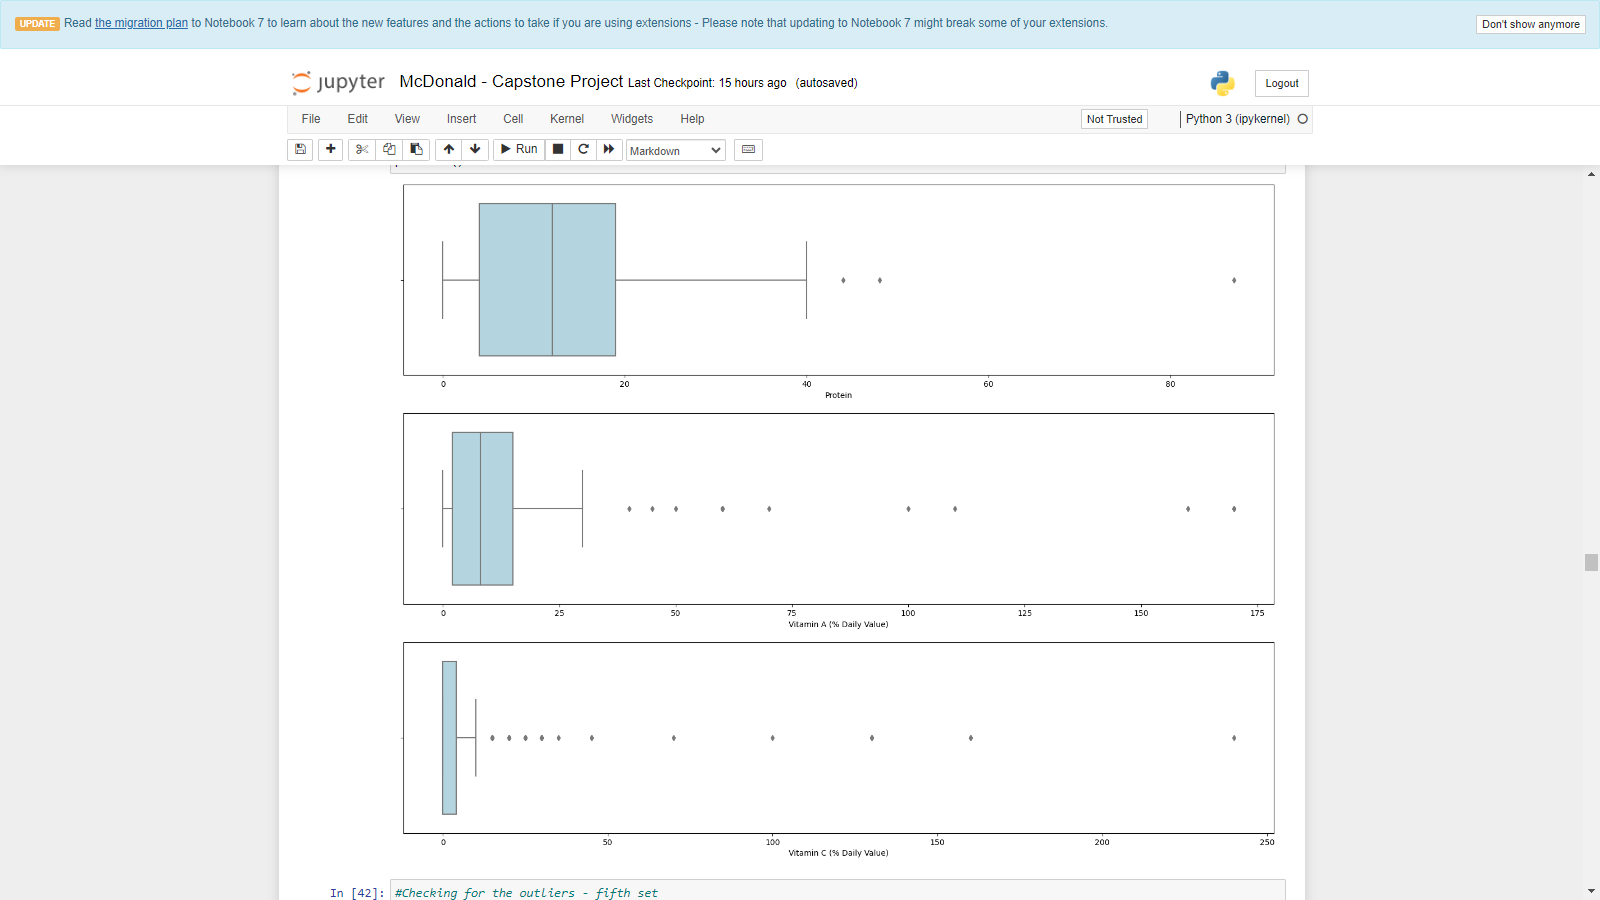 UPDATE Read the migration plan to Notebook 7 to learn about the new features and the actions to take if you are using extensions - Please note that updating to Notebook 7 might break some of your extensions.
Don't show anymore
jupyter McDonald - Capstone Project Last Checkpoint: 15 hours ago (autosaved)
Logout
File Edit View Insert Cell Kernel Widgets Help
Not Trusted
Python 3 (ipykernel)
Run
Markdown
0 20 40 60 80
Protein
0 25 50 75 100 125 150 175
Vitamin A (% Daily Value)
0 50 100 150 200 250
Vitamin C (% Daily Value)
In [42]: #Checking for the outliers - fifth set